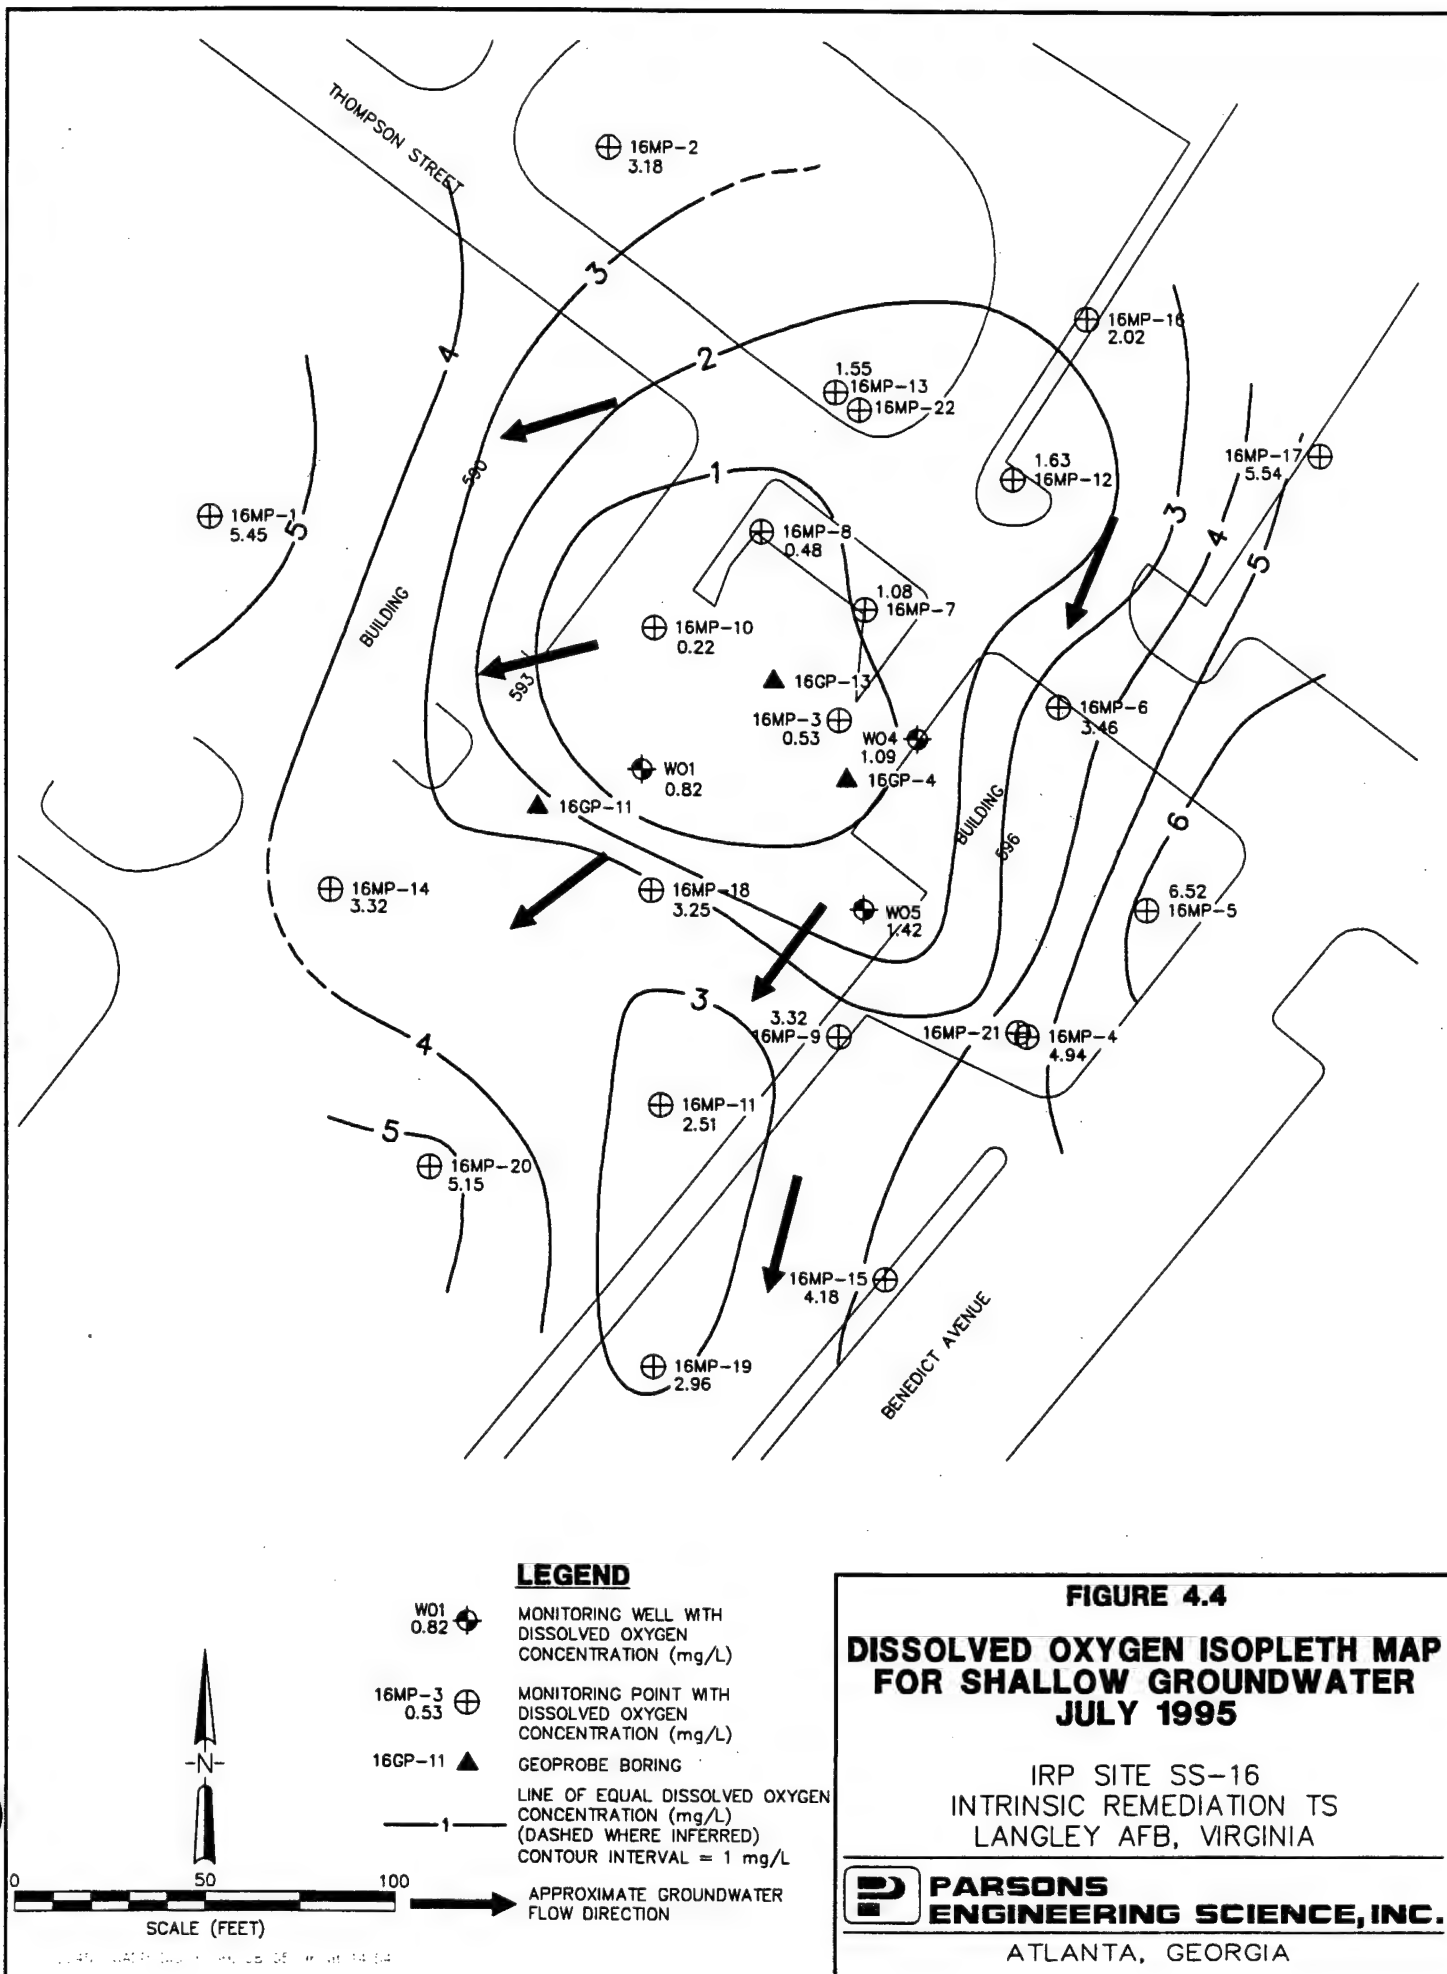 THOMPSON STREET
16MP-2
3.18
3
4
2
16MP-16
2.02
1.55
16MP-13
16MP-22
16MP-17
5.54
1
1.63
16MP-12
590
16MP-1
5.45
5
3
4
5
16MP-8
0.48
1.08
16MP-7
BUILDING
16MP-10
0.22
593
16GP-13
16MP-3
0.53
16MP-6
3.46
WO4
1.09
WO1
0.82
16GP-4
16GP-11
BUILDING
596
6
16MP-14
3.32
16MP-18
3.25
WO5
1.42
6.52
16MP-5
3
3.32
16MP-9
16MP-21
16MP-4
4.94
4
16MP-11
2.51
5
16MP-20
5.15
16MP-15
4.18
16MP-19
2.96
BENEDICT AVENUE
LEGEND
WO1
0.82
MONITORING WELL WITH
DISSOLVED OXYGEN
CONCENTRATION (mg/L)
16MP-3
0.53
MONITORING POINT WITH
DISSOLVED OXYGEN
CONCENTRATION (mg/L)
16GP-11
GEOPROBE BORING
1
LINE OF EQUAL DISSOLVED OXYGEN
CONCENTRATION (mg/L)
(DASHED WHERE INFERRED)
CONTOUR INTERVAL = 1 mg/L
APPROXIMATE GROUNDWATER
FLOW DIRECTION
-N-
0 50 100
SCALE (FEET)
FIGURE 4.4
DISSOLVED OXYGEN ISOPLETH MAP
FOR SHALLOW GROUNDWATER
JULY 1995
IRP SITE SS-16
INTRINSIC REMEDIATION TS
LANGLEY AFB, VIRGINIA
PARSONS
ENGINEERING SCIENCE, INC.
ATLANTA, GEORGIA